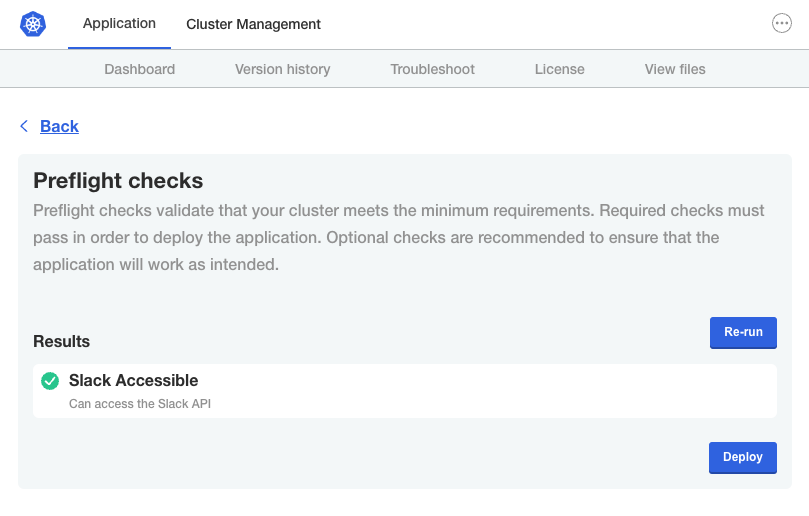 Application Cluster Management
Dashboard Version history Troubleshoot License View files
Back
Preflight checks
Preflight checks validate that your cluster meets the minimum requirements. Required checks must
pass in order to deploy the application. Optional checks are recommended to ensure that the
application will work as intended.
Re-run
Results
Slack Accessible
Can access the Slack API
Deploy